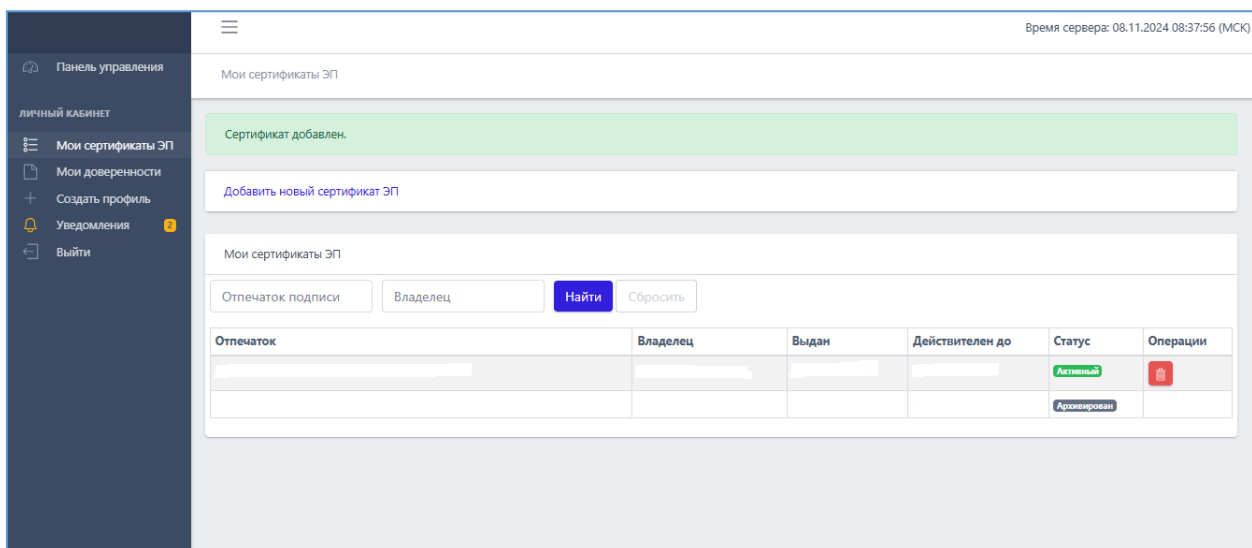 Время сервера: 08.11.2024 08:37:56 (МСК)
Панель управления
ЛИЧНЫЙ КАБИНЕТ
Мои сертификаты ЭП
Мои доверенности
Создать профиль
Уведомления 2
Выйти
Мои сертификаты ЭП
Сертификат добавлен.
Добавить новый сертификат ЭП
Мои сертификаты ЭП
Отпечаток подписи Владелец Найти Сбросить
Отпечаток Владелец Выдан Действителен до Статус Операции
Активный
Архивирован